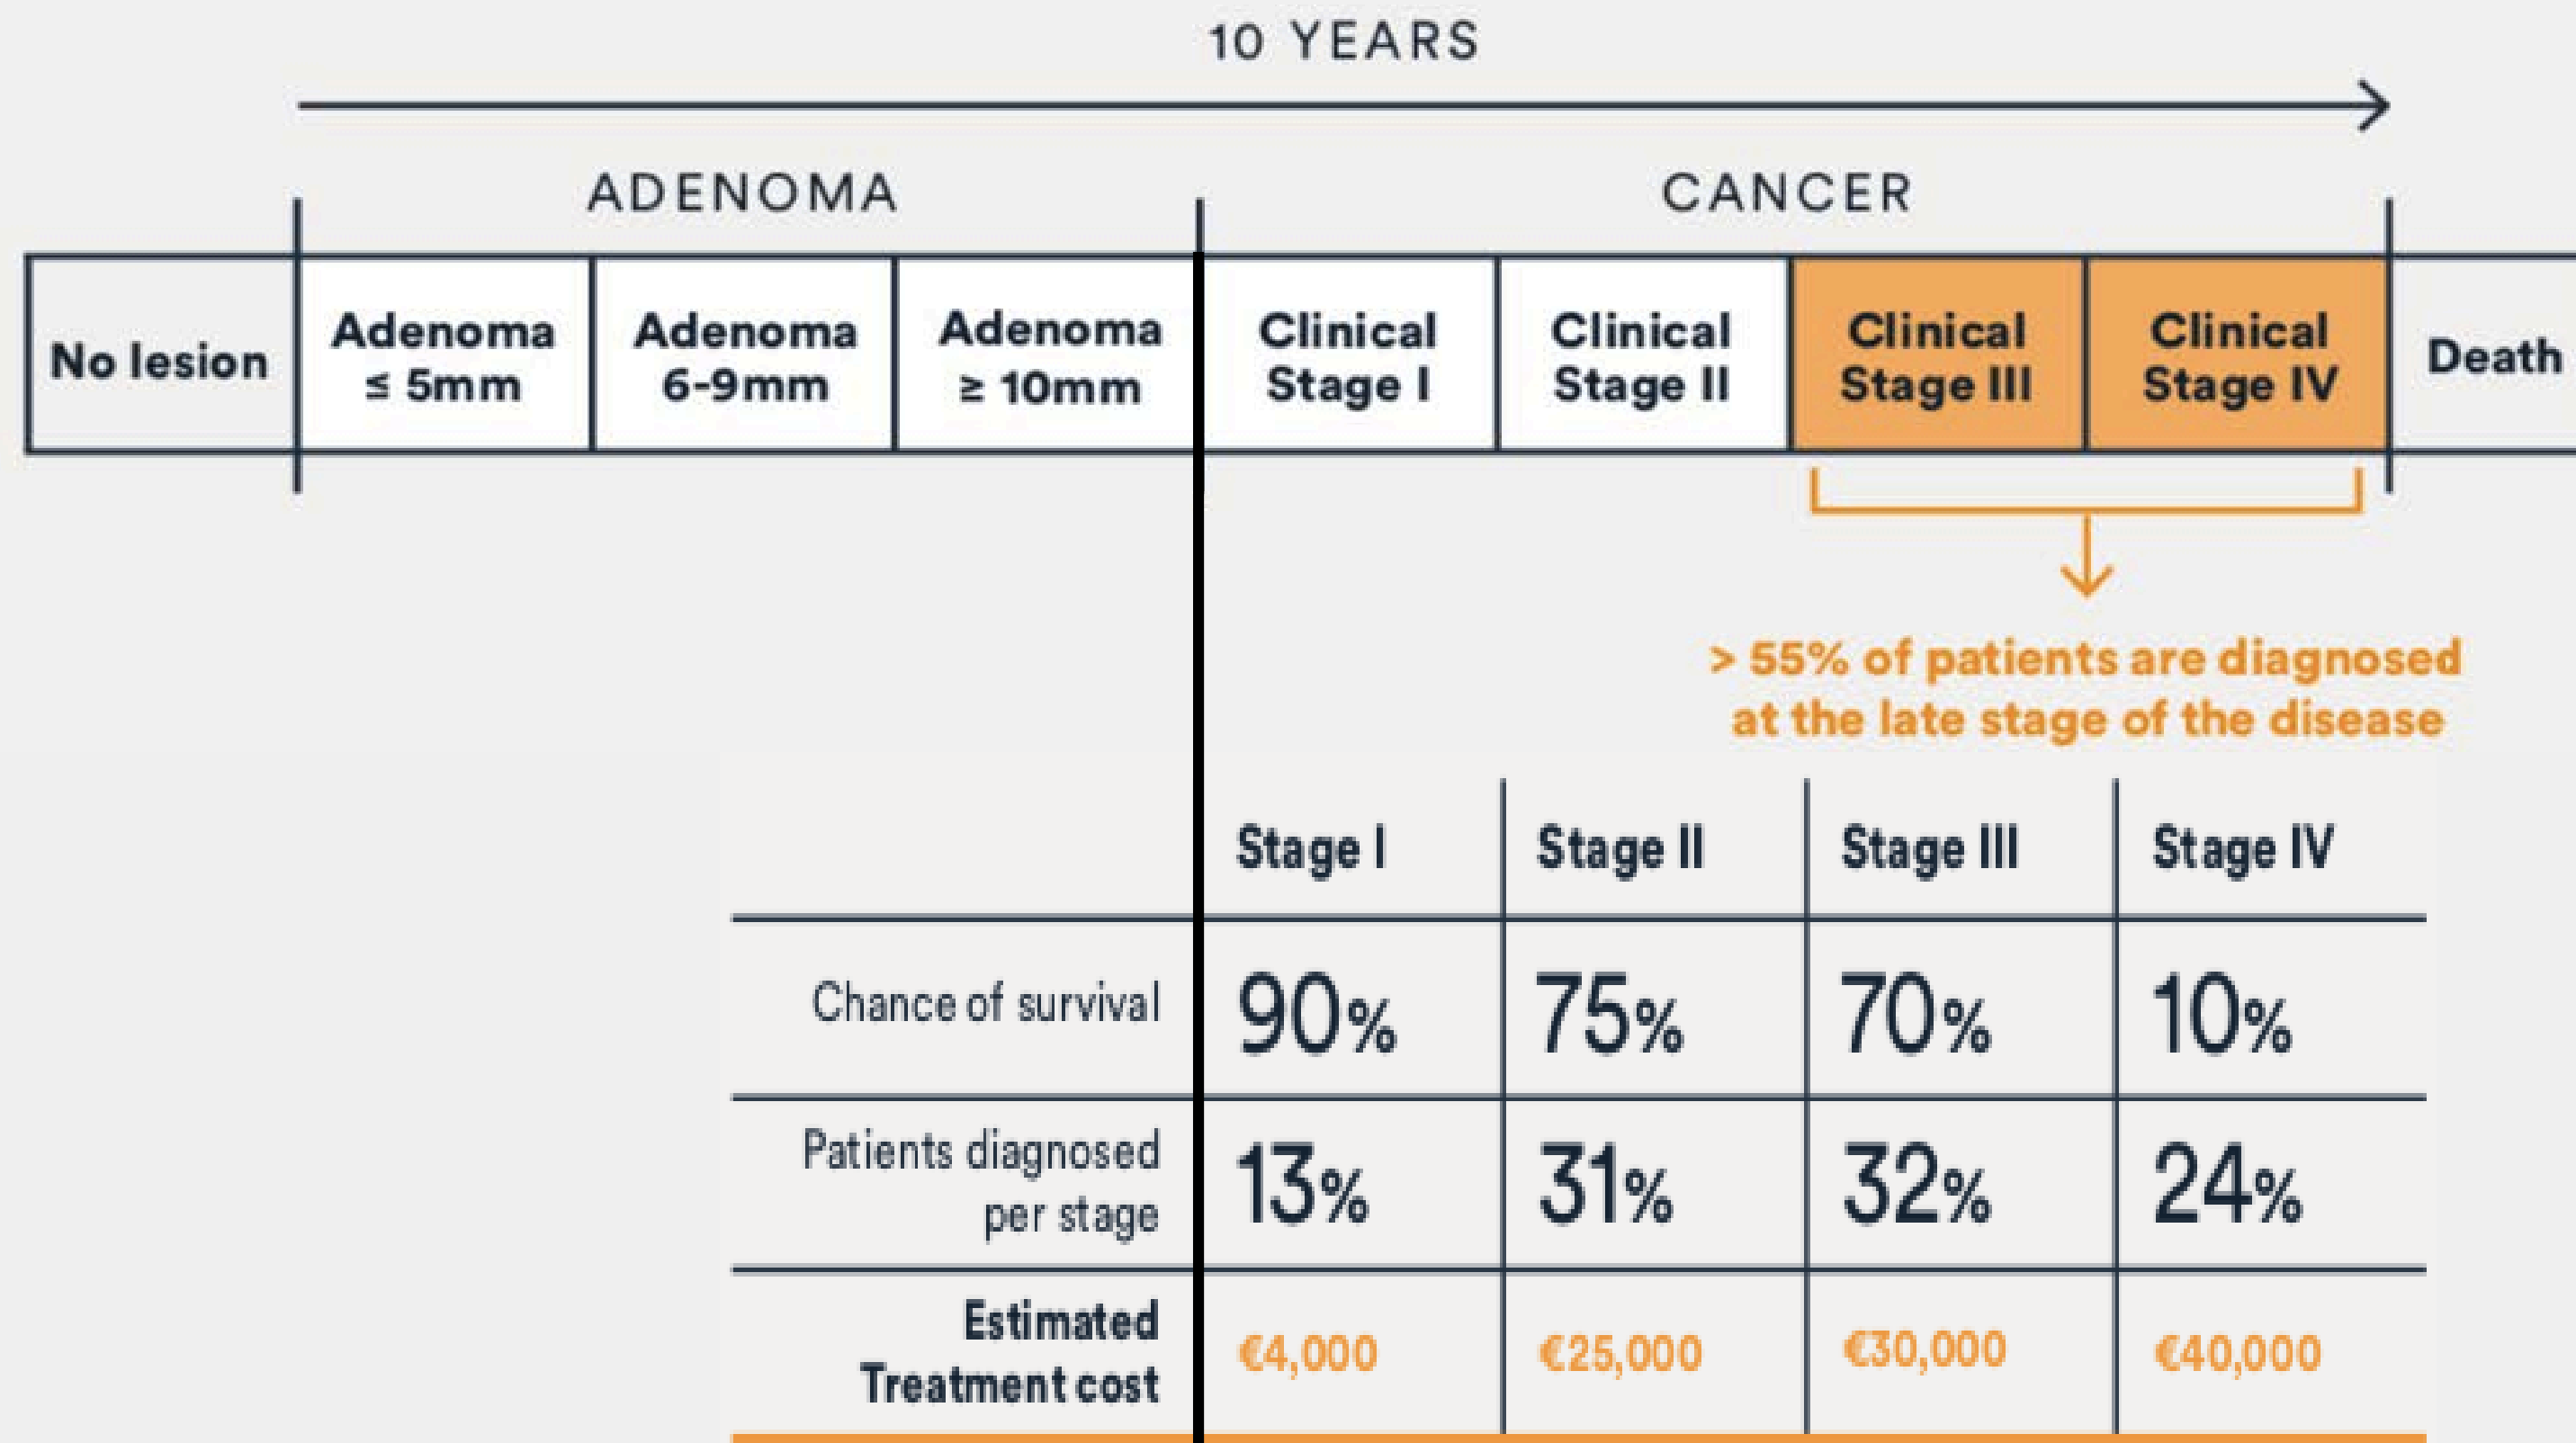 10 YEARS
ADENOMA
CANCER
No lesion
Adenoma
≤ 5mm
Adenoma
6-9mm
Adenoma
≥ 10mm
Clinical
Stage I
Clinical
Stage II
Clinical
Stage III
Clinical
Stage IV
Death
> 55% of patients are diagnosed
at the late stage of the disease
Stage I Stage II Stage III Stage IV
Chance of survival 90% 75% 70% 10%
Patients diagnosed
per stage
13% 31% 32% 24%
Estimated
Treatment cost
€4,000 €25,000 €30,000 €40,000